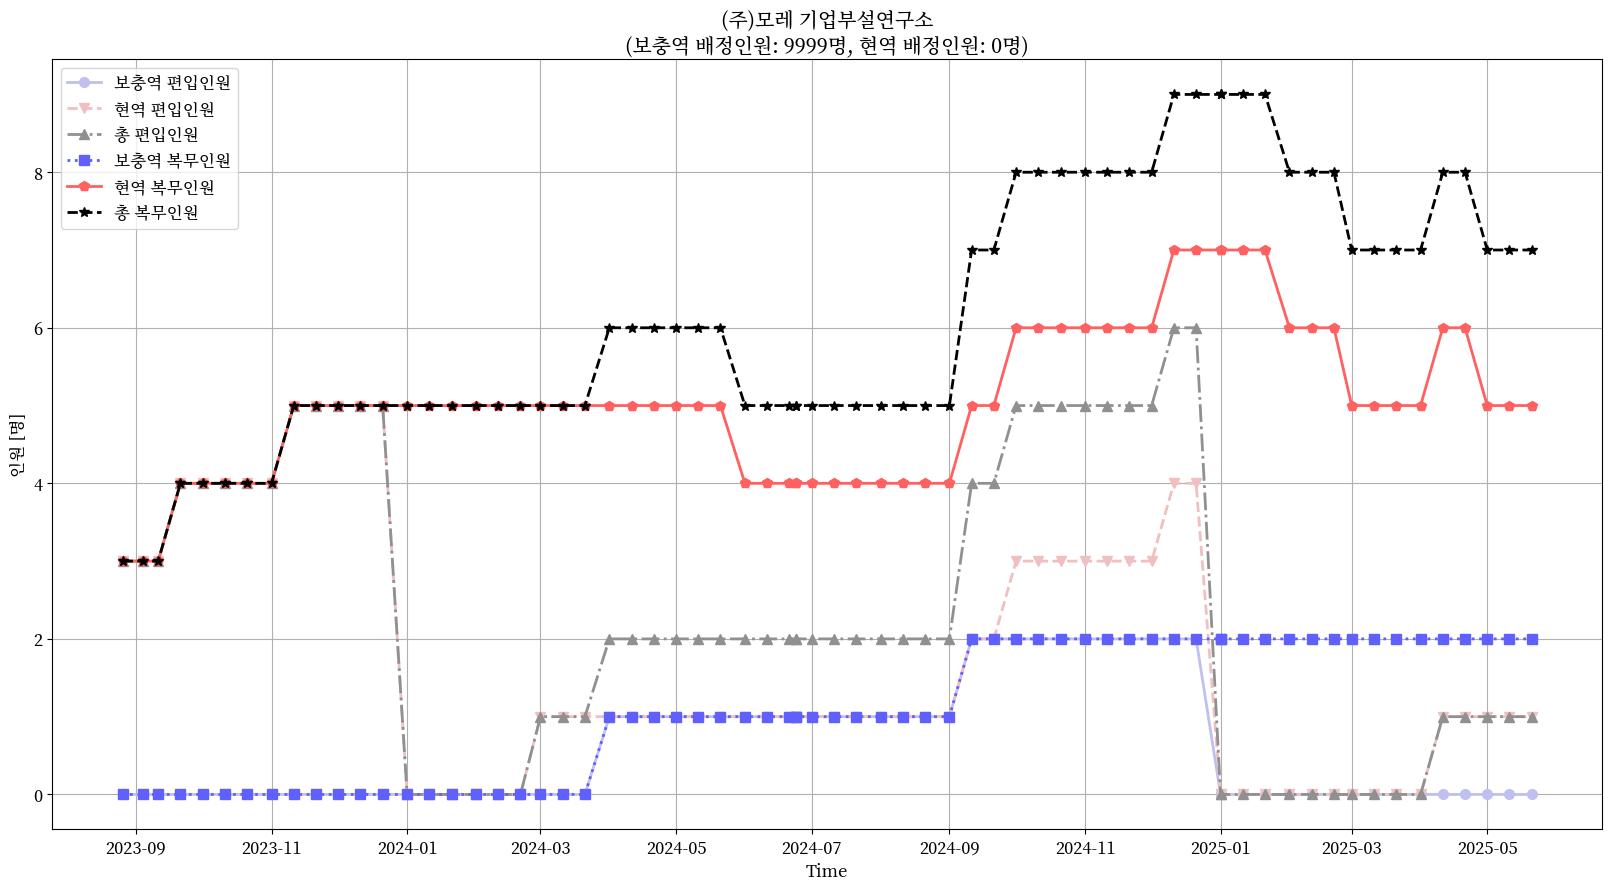 (주)모레 기업부설연구소
(보충역 배정인원: 9999명, 현역 배정인원: 0명)
보충역 편입인원
현역 편입인원
총 편입인원
보충역 복무인원
현역 복무인원
총 복무인원
인원 [명]
8
6
4
2
0
2023-09 2023-11 2024-01 2024-03 2024-05 2024-07 2024-09 2024-11 2025-01 2025-03 2025-05
Time